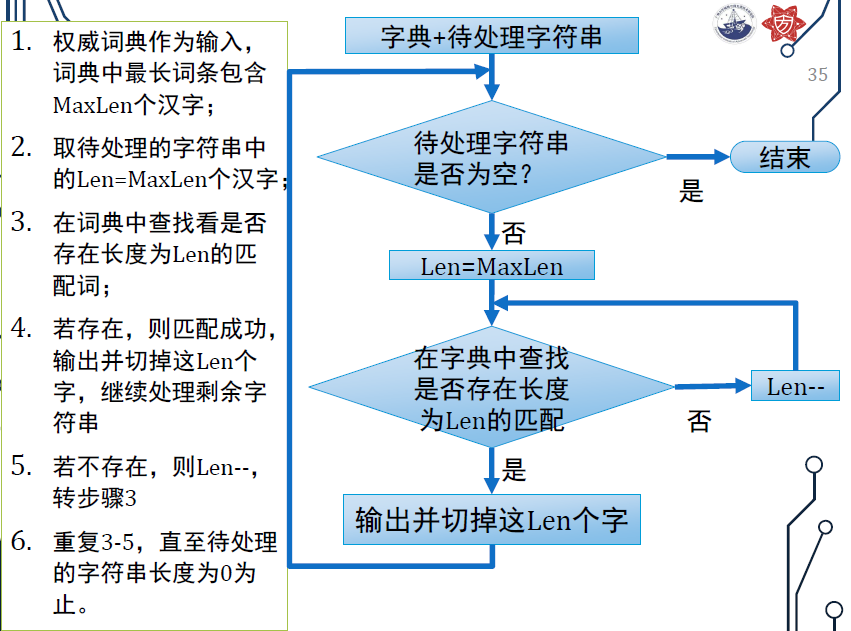 1. 权威词典作为输入，
词典中最长词条包含
MaxLen个汉字；
2. 取待处理的字符串中
的Len=MaxLen个汉字；
3. 在词典中查找看是否
存在长度为Len的匹
配词；
4. 若存在，则匹配成功，
输出并切掉这Len个
字，继续处理剩余字
符串
5. 若不存在，则Len--，
转步骤3
6. 重复3-5，直至待处理
的字符串长度为0为
止。
字典+待处理字符串
35
待处理字符串
是否为空？
结束
是
否
Len=MaxLen
在字典中查找
是否存在长度
为Len的匹配
Len--
否
是
输出并切掉这Len个字